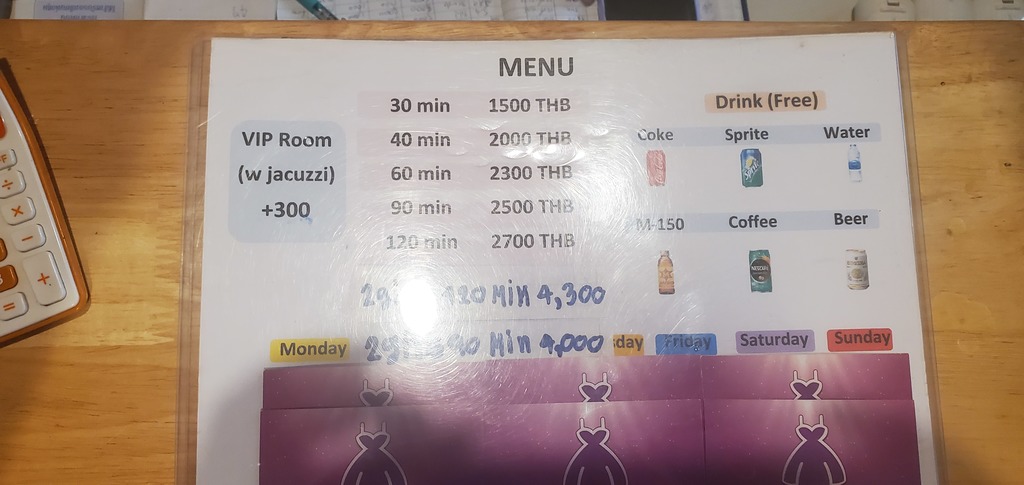 MENU
30 min 1500 THB
40 min 2000 THB
60 min 2300 THB
90 min 2500 THB
120 min 2700 THB
VIP Room
(w jacuzzi)
+300
Drink (Free)
Coke Sprite Water
M-150 Coffee Beer
120 Min 4,300
90 Min 4,000
Monday Friday Saturday Sunday